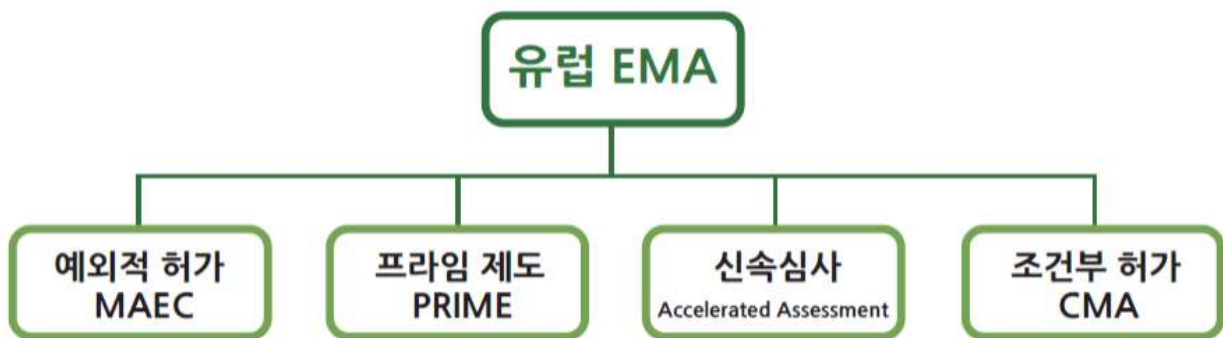 유럽 EMA
예외적 허가
MAEC
프라임 제도
PRIME
신속심사
Accelerated Assessment
조건부 허가
CMA